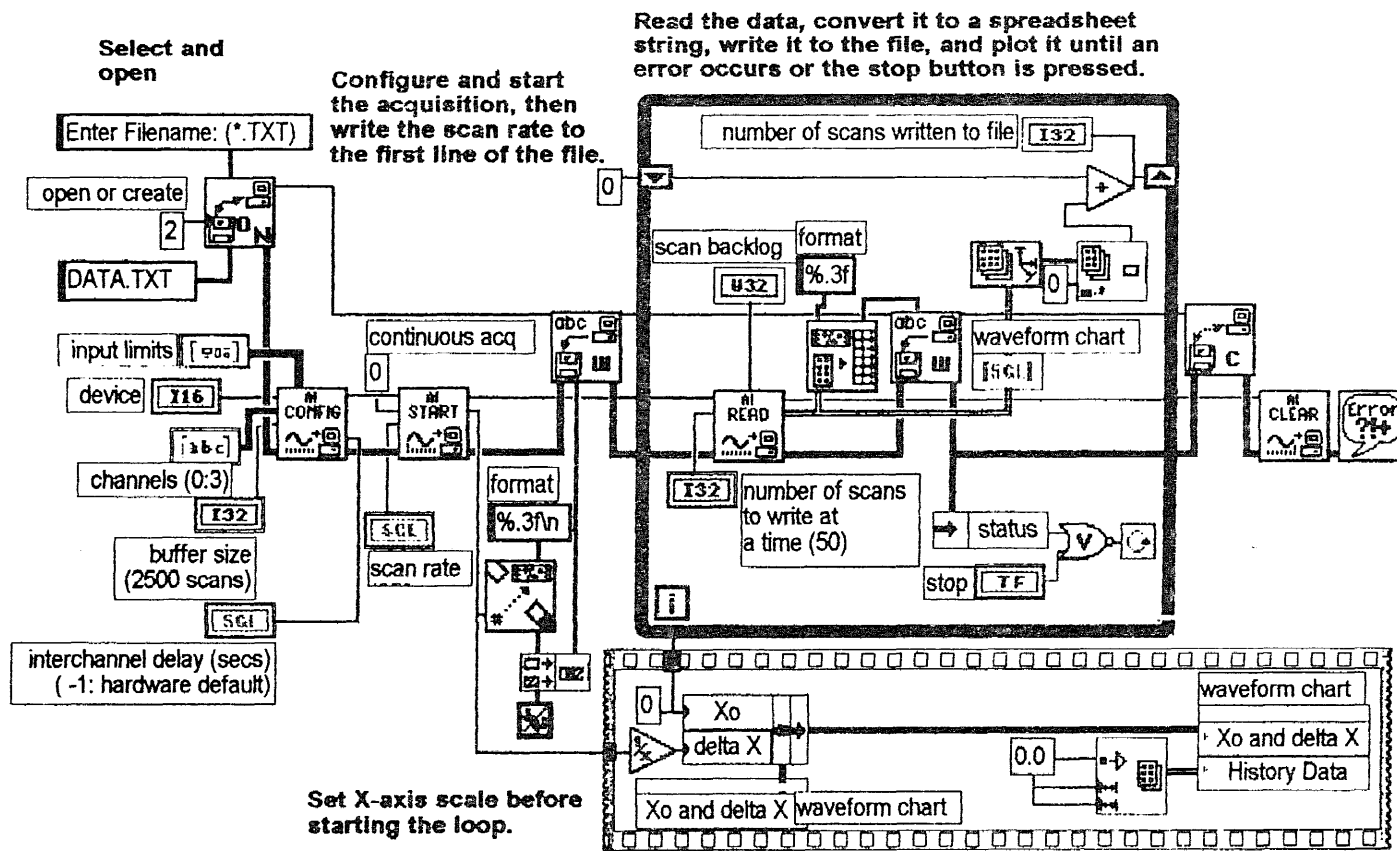 Select and
open
Enter Filename: (*.TXT)
open or create
2
DATA.TXT
input limits
device
I16
abc
channels (0:3)
I32
buffer size
(2500 scans)
SGL
interchannel delay (secs)
( -1: hardware default)
Configure and start
the acquisition, then
write the scan rate to
the first line of the file.
continuous acq
0
AI
CONFIG
AI
START
abc
SGL
scan rate
format
%.3f\n
#
Set X-axis scale before
starting the loop.
Read the data, convert it to a spreadsheet
string, write it to the file, and plot it until an
error occurs or the stop button is pressed.
number of scans written to file
I32
0
+
scan backlog
U32
format
%.3f
0
abc
waveform chart
SGL
AI
READ
I32
number of scans
to write at
a time (50)
status
V
stop
TF
i
C
AI
CLEAR
Error
?!+
0
Xo
delta X
Xo and delta X
waveform chart
0.0
waveform chart
Xo and delta X
History Data